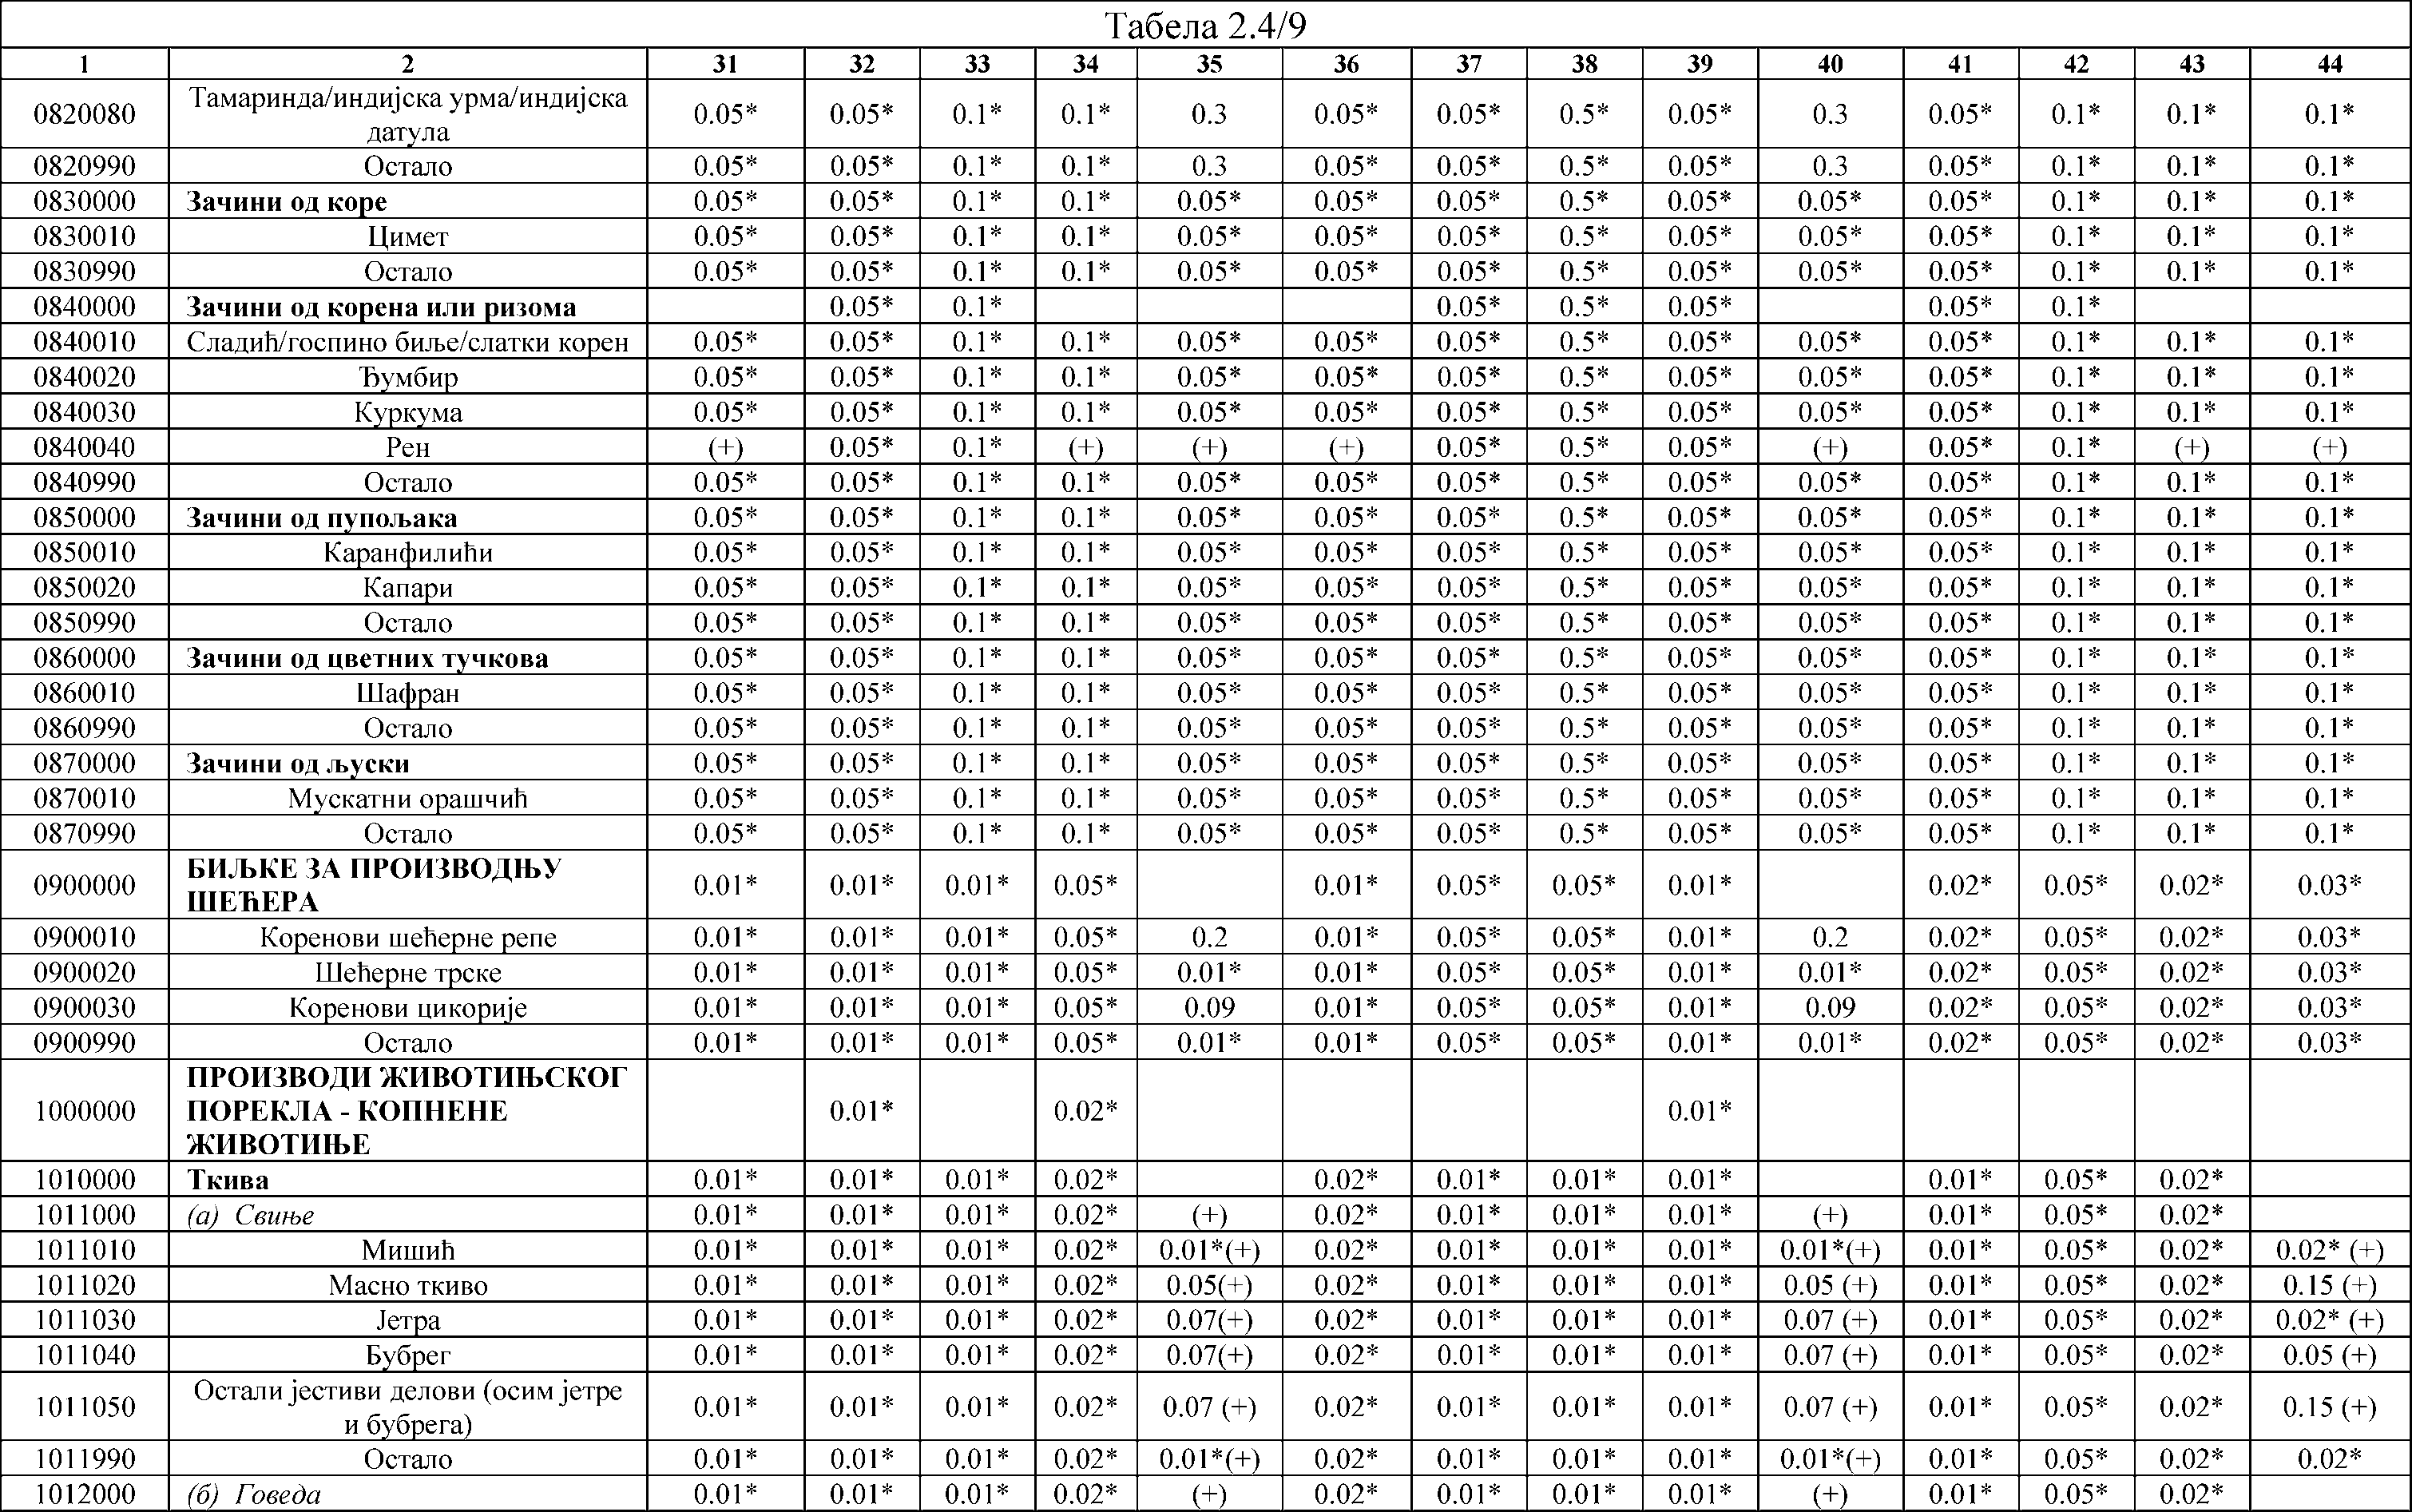 Табела 2.4/9
1 2 31 32 33 34 35 36 37 38 39 40 41 42 43 44
0820080 Тамаринда/индијска урма/индијска датула 0.05* 0.05* 0.1* 0.1* 0.3 0.05* 0.05* 0.5* 0.05* 0.3 0.05* 0.1* 0.1* 0.1*
0820990 Остало 0.05* 0.05* 0.1* 0.1* 0.3 0.05* 0.05* 0.5* 0.05* 0.3 0.05* 0.1* 0.1* 0.1*
0830000 Зачини од коре 0.05* 0.05* 0.1* 0.1* 0.05* 0.05* 0.05* 0.5* 0.05* 0.05* 0.05* 0.1* 0.1* 0.1*
0830010 Цимет 0.05* 0.05* 0.1* 0.1* 0.05* 0.05* 0.05* 0.5* 0.05* 0.05* 0.05* 0.1* 0.1* 0.1*
0830990 Остало 0.05* 0.05* 0.1* 0.1* 0.05* 0.05* 0.05* 0.5* 0.05* 0.05* 0.05* 0.1* 0.1* 0.1*
0840000 Зачини од корена или ризома 0.05* 0.1* 0.05* 0.5* 0.05* 0.05* 0.1*
0840010 Сладић/госпино биље/слатки корен 0.05* 0.05* 0.1* 0.1* 0.05* 0.05* 0.05* 0.5* 0.05* 0.05* 0.05* 0.1* 0.1* 0.1*
0840020 Ђумбир 0.05* 0.05* 0.1* 0.1* 0.05* 0.05* 0.05* 0.5* 0.05* 0.05* 0.05* 0.1* 0.1* 0.1*
0840030 Куркума 0.05* 0.05* 0.1* 0.1* 0.05* 0.05* 0.05* 0.5* 0.05* 0.05* 0.05* 0.1* 0.1* 0.1*
0840040 Рен (+) 0.05* 0.1* (+) (+) (+) 0.05* 0.5* 0.05* (+) 0.05* 0.1* (+) (+)
0840990 Остало 0.05* 0.05* 0.1* 0.1* 0.05* 0.05* 0.05* 0.5* 0.05* 0.05* 0.05* 0.1* 0.1* 0.1*
0850000 Зачини од пупољака 0.05* 0.05* 0.1* 0.1* 0.05* 0.05* 0.05* 0.5* 0.05* 0.05* 0.05* 0.1* 0.1* 0.1*
0850010 Каранфилићи 0.05* 0.05* 0.1* 0.1* 0.05* 0.05* 0.05* 0.5* 0.05* 0.05* 0.05* 0.1* 0.1* 0.1*
0850020 Капари 0.05* 0.05* 0.1* 0.1* 0.05* 0.05* 0.05* 0.5* 0.05* 0.05* 0.05* 0.1* 0.1* 0.1*
0850990 Остало 0.05* 0.05* 0.1* 0.1* 0.05* 0.05* 0.05* 0.5* 0.05* 0.05* 0.05* 0.1* 0.1* 0.1*
0860000 Зачини од цветних тучкова 0.05* 0.05* 0.1* 0.1* 0.05* 0.05* 0.05* 0.5* 0.05* 0.05* 0.05* 0.1* 0.1* 0.1*
0860010 Шафран 0.05* 0.05* 0.1* 0.1* 0.05* 0.05* 0.05* 0.5* 0.05* 0.05* 0.05* 0.1* 0.1* 0.1*
0860990 Остало 0.05* 0.05* 0.1* 0.1* 0.05* 0.05* 0.05* 0.5* 0.05* 0.05* 0.05* 0.1* 0.1* 0.1*
0870000 Зачини од љуски 0.05* 0.05* 0.1* 0.1* 0.05* 0.05* 0.05* 0.5* 0.05* 0.05* 0.05* 0.1* 0.1* 0.1*
0870010 Мускатни орашчић 0.05* 0.05* 0.1* 0.1* 0.05* 0.05* 0.05* 0.5* 0.05* 0.05* 0.05* 0.1* 0.1* 0.1*
0870990 Остало 0.05* 0.05* 0.1* 0.1* 0.05* 0.05* 0.05* 0.5* 0.05* 0.05* 0.05* 0.1* 0.1* 0.1*
0900000 БИЉКЕ ЗА ПРОИЗВОДЊУ ШЕЋЕРА 0.01* 0.01* 0.01* 0.05* 0.01* 0.05* 0.05* 0.01* 0.02* 0.05* 0.02* 0.03*
0900010 Коренови шећерне репе 0.01* 0.01* 0.01* 0.05* 0.2 0.01* 0.05* 0.05* 0.01* 0.2 0.02* 0.05* 0.02* 0.03*
0900020 Шећерне трске 0.01* 0.01* 0.01* 0.05* 0.01* 0.01* 0.05* 0.05* 0.01* 0.01* 0.02* 0.05* 0.02* 0.03*
0900030 Коренови цикорије 0.01* 0.01* 0.01* 0.05* 0.09 0.01* 0.05* 0.05* 0.01* 0.09 0.02* 0.05* 0.02* 0.03*
0900990 Остало 0.01* 0.01* 0.01* 0.05* 0.01* 0.01* 0.05* 0.05* 0.01* 0.01* 0.02* 0.05* 0.02* 0.03*
1000000 ПРОИЗВОДИ ЖИВОТИЊСКОГ ПОРЕКЛА - КОПНЕНЕ ЖИВОТИЊЕ 0.01* 0.02* 0.01*
1010000 Ткива 0.01* 0.01* 0.01* 0.02* 0.02* 0.01* 0.01* 0.01* 0.01* 0.05* 0.02*
1011000 (а) Свиње 0.01* 0.01* 0.01* 0.02* (+) 0.02* 0.01* 0.01* 0.01* (+) 0.01* 0.05* 0.02*
1011010 Мишић 0.01* 0.01* 0.01* 0.02* 0.01*(+) 0.02* 0.01* 0.01* 0.01* 0.01*(+) 0.01* 0.05* 0.02* 0.02* (+)
1011020 Масно ткиво 0.01* 0.01* 0.01* 0.02* 0.05(+) 0.02* 0.01* 0.01* 0.01* 0.05 (+) 0.01* 0.05* 0.02* 0.15 (+)
1011030 Јетра 0.01* 0.01* 0.01* 0.02* 0.07(+) 0.02* 0.01* 0.01* 0.01* 0.07 (+) 0.01* 0.05* 0.02* 0.02* (+)
1011040 Бубрег 0.01* 0.01* 0.01* 0.02* 0.07(+) 0.02* 0.01* 0.01* 0.01* 0.07 (+) 0.01* 0.05* 0.02* 0.05 (+)
1011050 Остали јестиви делови (осим јетре и бубрега) 0.01* 0.01* 0.01* 0.02* 0.07 (+) 0.02* 0.01* 0.01* 0.01* 0.07 (+) 0.01* 0.05* 0.02* 0.15 (+)
1011990 Остало 0.01* 0.01* 0.01* 0.02* 0.01*(+) 0.02* 0.01* 0.01* 0.01* 0.01*(+) 0.01* 0.05* 0.02* 0.02*
1012000 (б) Говеда 0.01* 0.01* 0.01* 0.02* (+) 0.02* 0.01* 0.01* 0.01* (+) 0.01* 0.05* 0.02*